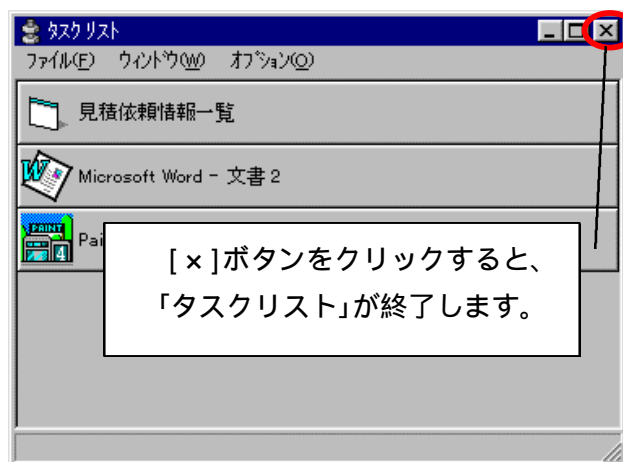 タスク リスト
ファイル(F) ウィンドウ(W) オプション(O)
見積依頼情報一覧
Microsoft Word - 文書 2
PAINT
4
Pai
[×]ボタンをクリックすると、
「タスクリスト」が終了します。